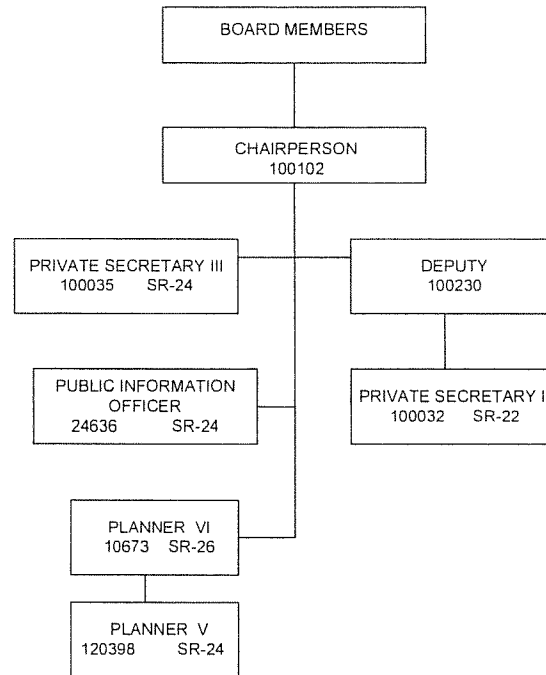 BOARD MEMBERS
CHAIRPERSON
100102
PRIVATE SECRETARY III
100035 SR-24
DEPUTY
100230
PUBLIC INFORMATION
OFFICER
24636 SR-24
PRIVATE SECRETARY I
100032 SR-22
PLANNER VI
10673 SR-26
PLANNER V
120398 SR-24